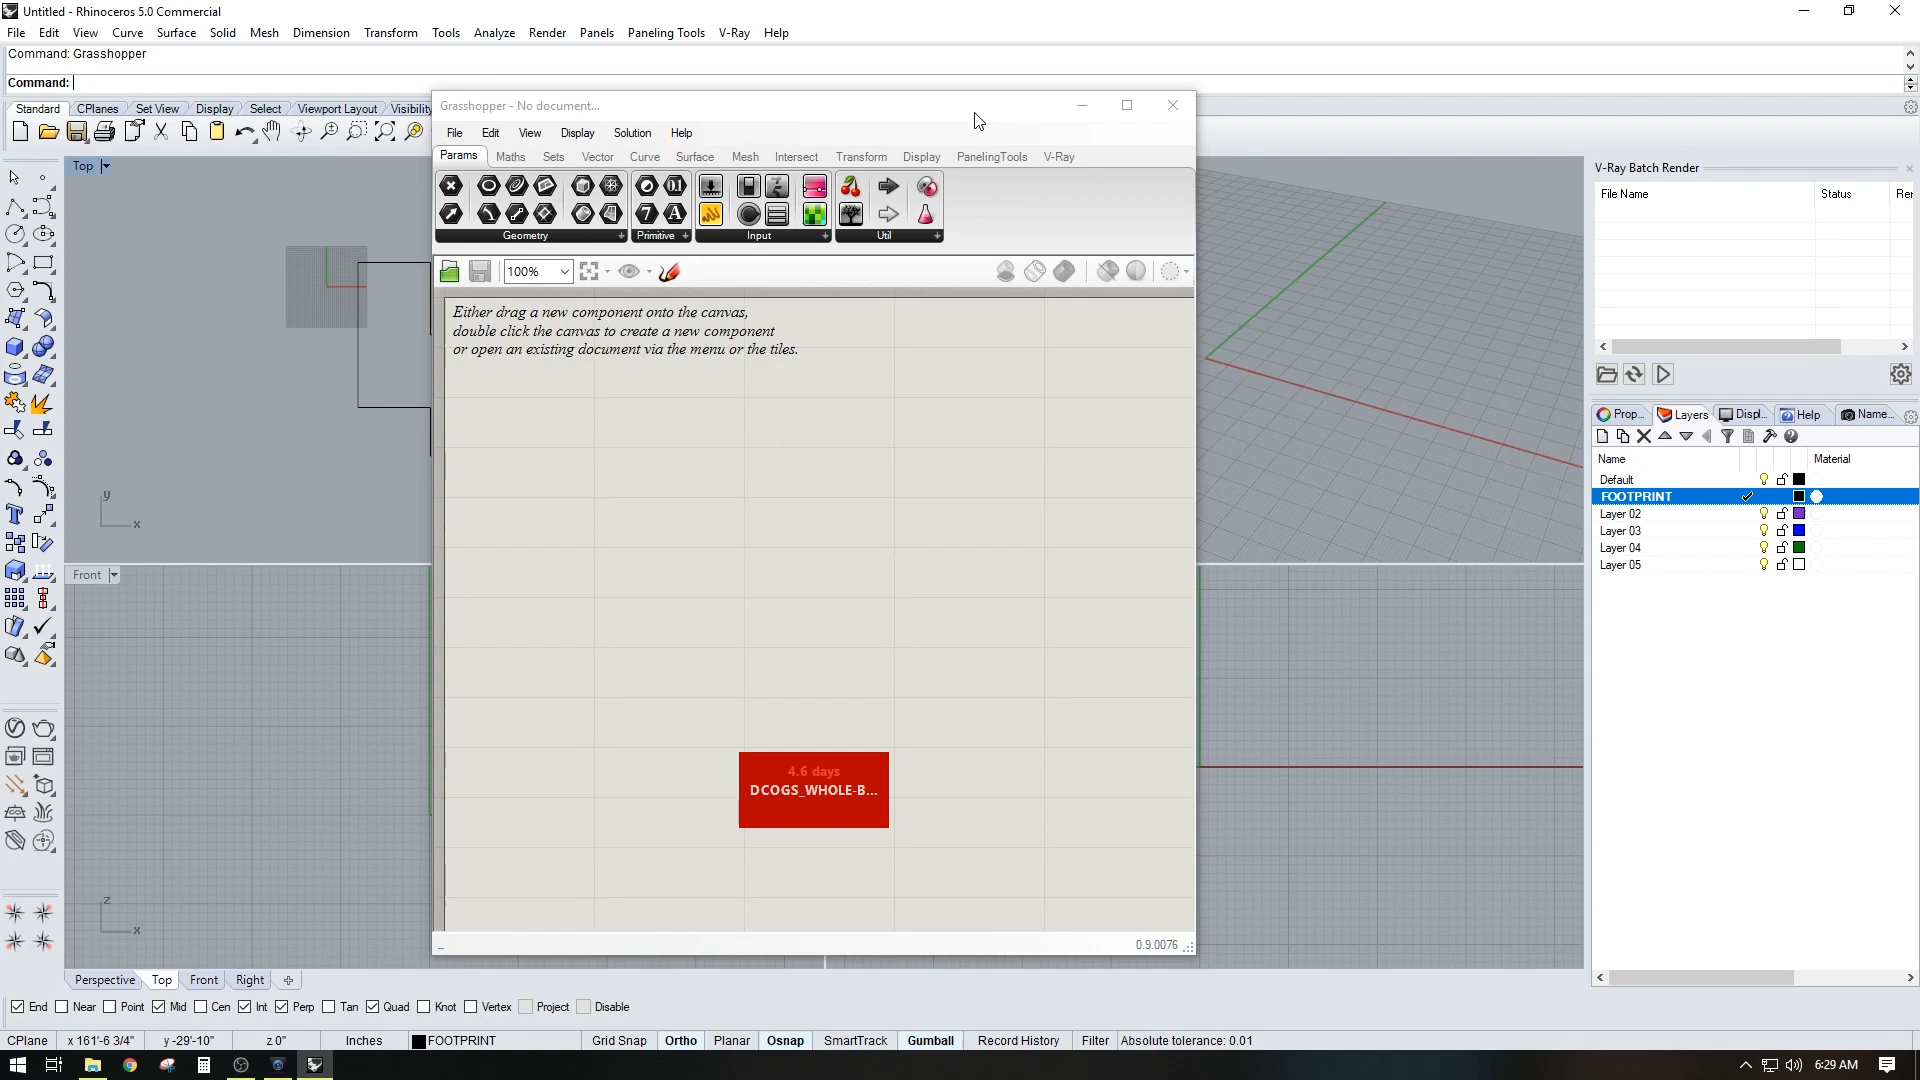 Untitled - Rhinoceros 5.0 Commercial
File Edit View Curve Surface Solid Mesh Dimension Transform Tools Analyze Render Panels Paneling Tools V-Ray Help
Command: Grasshopper
Command:
Standard CPlanes Set View Display Select Viewport Layout Visibility
Grasshopper - No document...
File Edit View Display Solution Help
Params Maths Sets Vector Curve Surface Mesh Intersect Transform Display PanelingTools V-Ray
Geometry Primitive Input Util
100%
Either drag a new component onto the canvas,
double click the canvas to create a new component
or open an existing document via the menu or the tiles.
4.6 days
DCOGS_WHOLE-B...
0.9.0076
Top
y
x
Front
z
x
V-Ray Batch Render
File Name Status Rer
Prop... Layers Displ... Help Name...
Name Material
Default
FOOTPRINT
Layer 02
Layer 03
Layer 04
Layer 05
Perspective Top Front Right
End Near Point Mid Cen Int Perp Tan Quad Knot Vertex Project Disable
CPlane x 161'-6 3/4" y -29'-10" z 0" Inches FOOTPRINT Grid Snap Ortho Planar Osnap SmartTrack Gumball Record History Filter Absolute tolerance: 0.01
6:29 AM